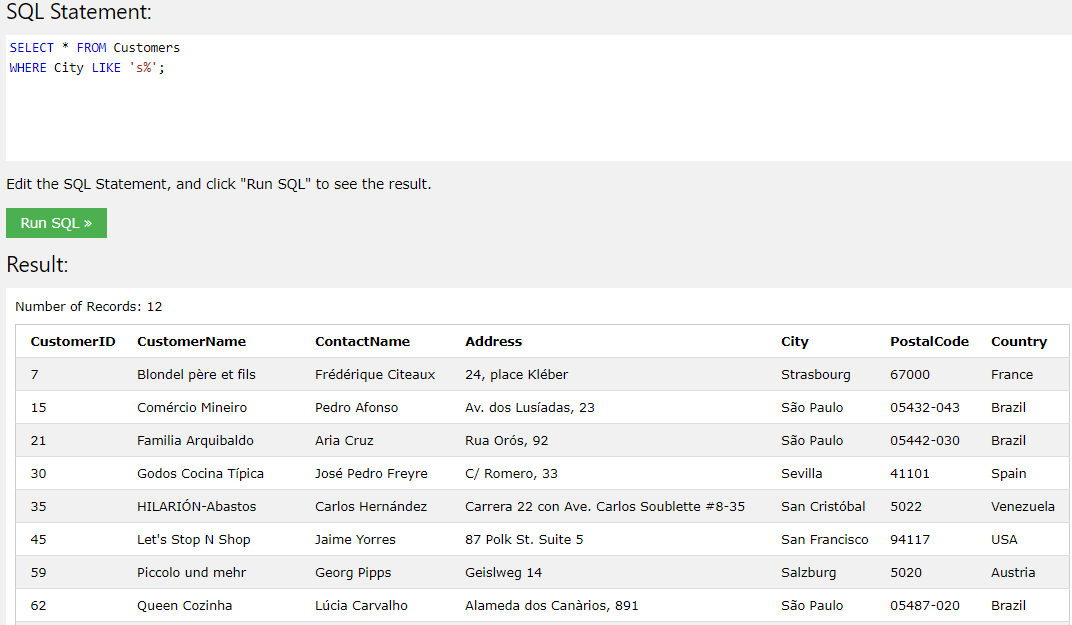 SQL Statement:
SELECT * FROM Customers
WHERE City LIKE 's%';
Edit the SQL Statement, and click "Run SQL" to see the result.
Run SQL »
Result:
Number of Records: 12
CustomerID CustomerName ContactName Address City PostalCode Country
7 Blondel père et fils Frédérique Citeaux 24, place Kléber Strasbourg 67000 France
15 Comércio Mineiro Pedro Afonso Av. dos Lusíadas, 23 São Paulo 05432-043 Brazil
21 Familia Arquibaldo Aria Cruz Rua Orós, 92 São Paulo 05442-030 Brazil
30 Godos Cocina Típica José Pedro Freyre C/ Romero, 33 Sevilla 41101 Spain
35 HILARIÓN-Abastos Carlos Hernández Carrera 22 con Ave. Carlos Soublette #8-35 San Cristóbal 5022 Venezuela
45 Let's Stop N Shop Jaime Yorres 87 Polk St. Suite 5 San Francisco 94117 USA
59 Piccolo und mehr Georg Pipps Geislweg 14 Salzburg 5020 Austria
62 Queen Cozinha Lúcia Carvalho Alameda dos Canàrios, 891 São Paulo 05487-020 Brazil